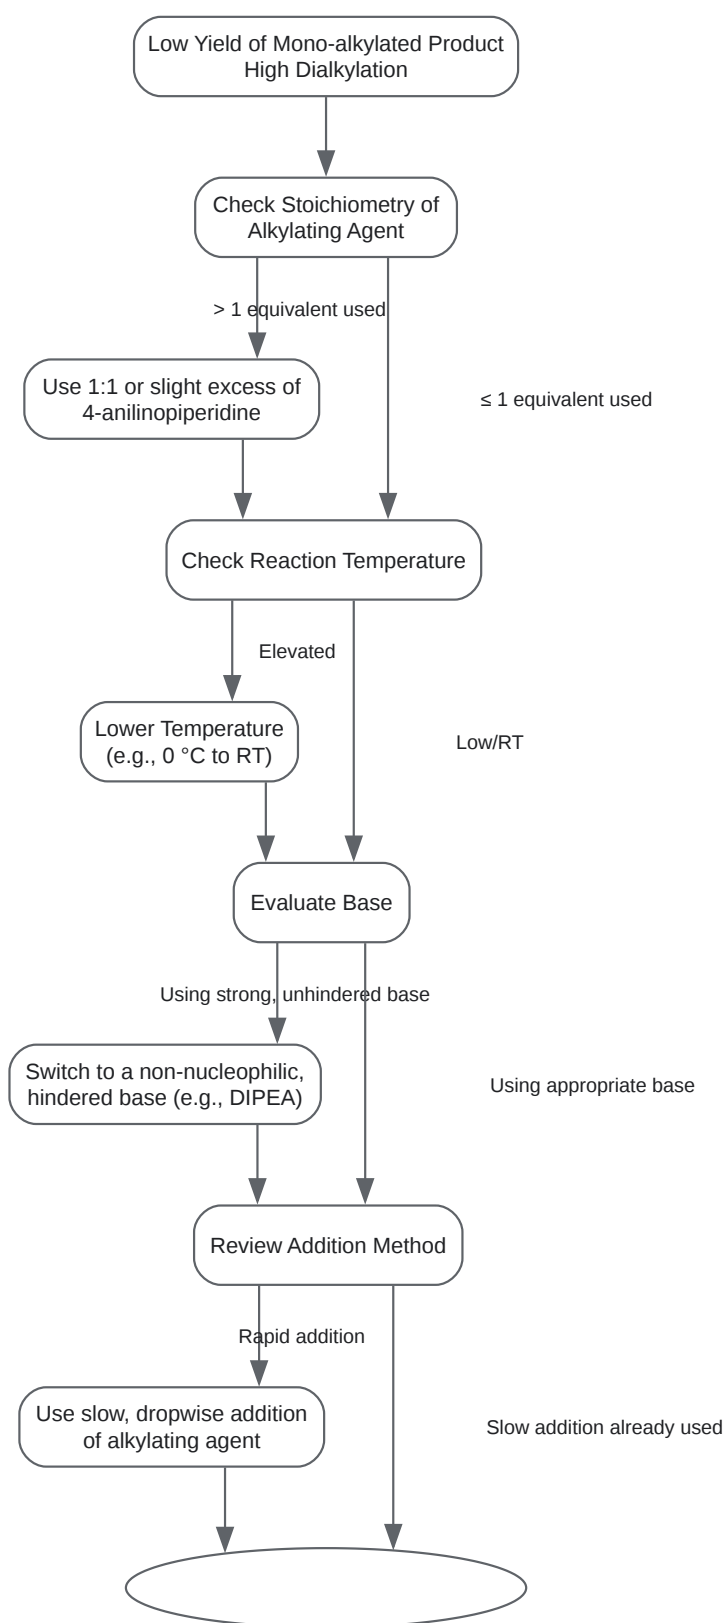 Low Yield of Mono-alkylated Product
High Dialkylation
Check Stoichiometry of
Alkylating Agent
> 1 equivalent used
Use 1:1 or slight excess of
4-anilinopiperidine
≤ 1 equivalent used
Check Reaction Temperature
Elevated
Lower Temperature
(e.g., 0 °C to RT)
Low/RT
Evaluate Base
Using strong, unhindered base
Switch to a non-nucleophilic,
hindered base (e.g., DIPEA)
Using appropriate base
Review Addition Method
Rapid addition
Use slow, dropwise addition
of alkylating agent
Slow addition already used